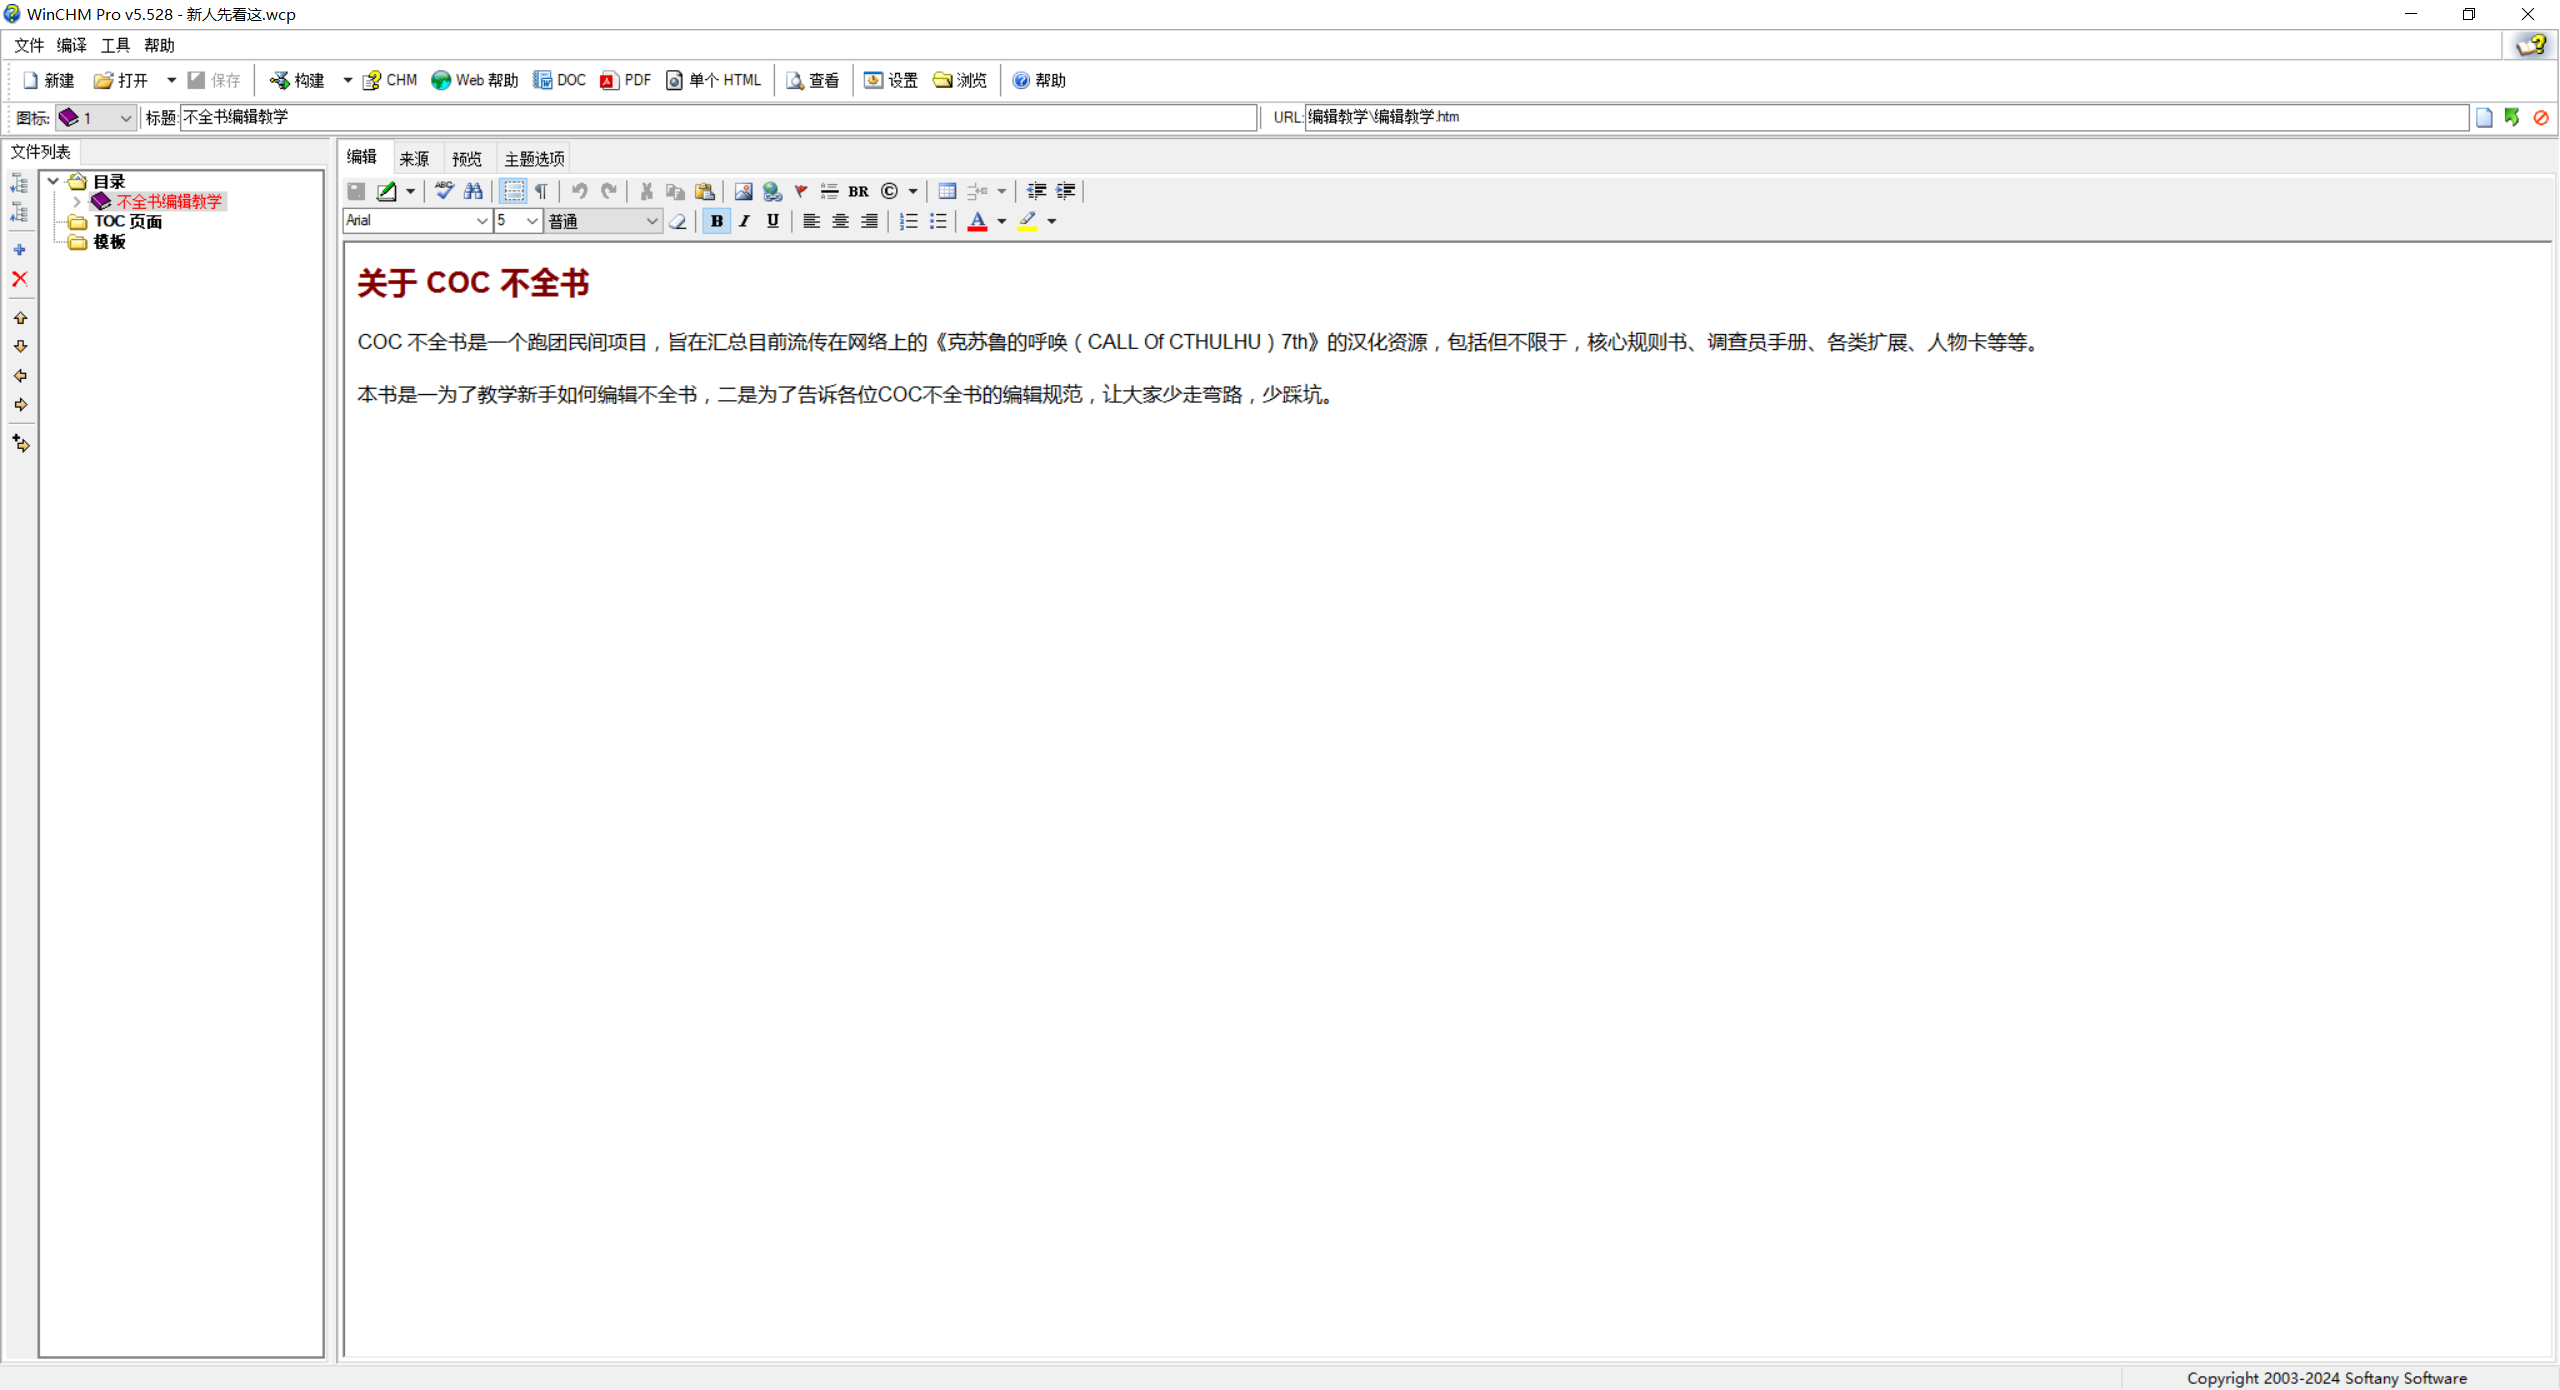 WinCHM Pro v5.528 - 新人先看这.wcp
文件 编译 工具 帮助
新建 打开 保存 构建 CHM Web 帮助 DOC PDF 单个 HTML 查看 设置 浏览 帮助
图标: 1 标题: 不全书编辑教学 URL: 编辑教学\编辑教学.htm
文件列表
目录
不全书编辑教学
TOC 页面
模板
编辑 来源 预览 主题选项
ABC BR ©
Arial 5 普通 B I U A
关于 COC 不全书
COC 不全书是一个跑团民间项目，旨在汇总目前流传在网络上的《克苏鲁的呼唤（CALL Of CTHULHU）7th》的汉化资源，包括但不限于，核心规则书、调查员手册、各类扩展、人物卡等等。
本书是一为了教学新手如何编辑不全书，二是为了告诉各位COC不全书的编辑规范，让大家少走弯路，少踩坑。
Copyright 2003-2024 Softany Software